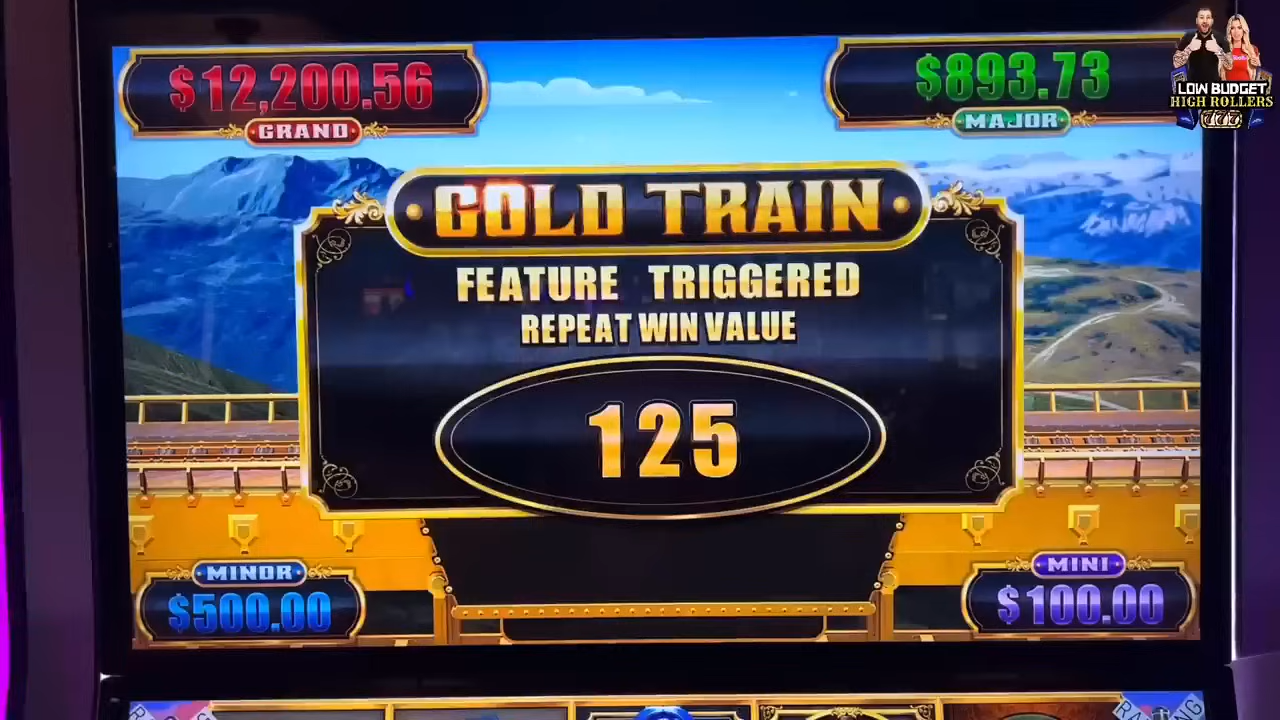 $12,200.56
GRAND
$893.73
MAJOR
LOW BUDGET
HIGH ROLLERS
777
GOLD TRAIN
FEATURE TRIGGERED
REPEAT WIN VALUE
125
MINOR
$500.00
MINI
$100.00